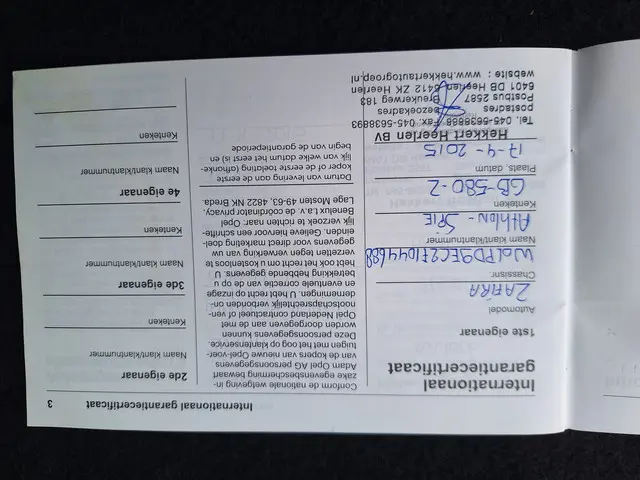 Internationaal garantiecertificaat 3
Internationaal
garantiecertificaat
1ste eigenaar
Automodel
ZAFIRA
Chassisnr
Naam klant/klantnummer
Athlon - SPIE
Kenteken
GB-580-Z
Plaats, datum
17-4-2015
Hekkert Heerlen BV
Tel. 045-5638888 Fax 045-5638893
postadres bezoekadres
Postbus 2587 Breukerweg 183
6401 DB Heerlen 6412 ZK Heerlen
website : www.hekkertautogroep.nl
Conform de nationale wetgeving in-
zake gegevensbescherming bewaart
Adam Opel AG persoonsgegevens
van de kopers van nieuwe Opel-voer-
tuigen met het oog op klantenservice.
Deze persoonsgegevens kunnen
worden doorgegeven aan de met
Opel Nederland contractueel of ven-
nootschapsrechtelijk verbonden on-
dernemingen. U hebt recht op inzage
en eventuele correctie van de op u
betrekking hebbende gegevens. U
hebt ook het recht om u kosteloos te
verzetten tegen verwerking van uw
gegevens voor direct marketing doel-
einden. Gelieve hiervoor een schrifte-
lijk verzoek te richten naar: Opel
Benelux t.a.v. de coördinator privacy,
Lage Mosten 49-63, 4822 NK Breda.
Datum van levering aan de eerste
koper of de eerste toelating (afhanke-
lijk van welke datum het eerst is) en
begin van de garantieperiode
2de eigenaar
Naam klant/klantnummer
Kenteken
3de eigenaar
Naam klant/klantnummer
Kenteken
4e eigenaar
Naam klant/klantnummer
Kenteken